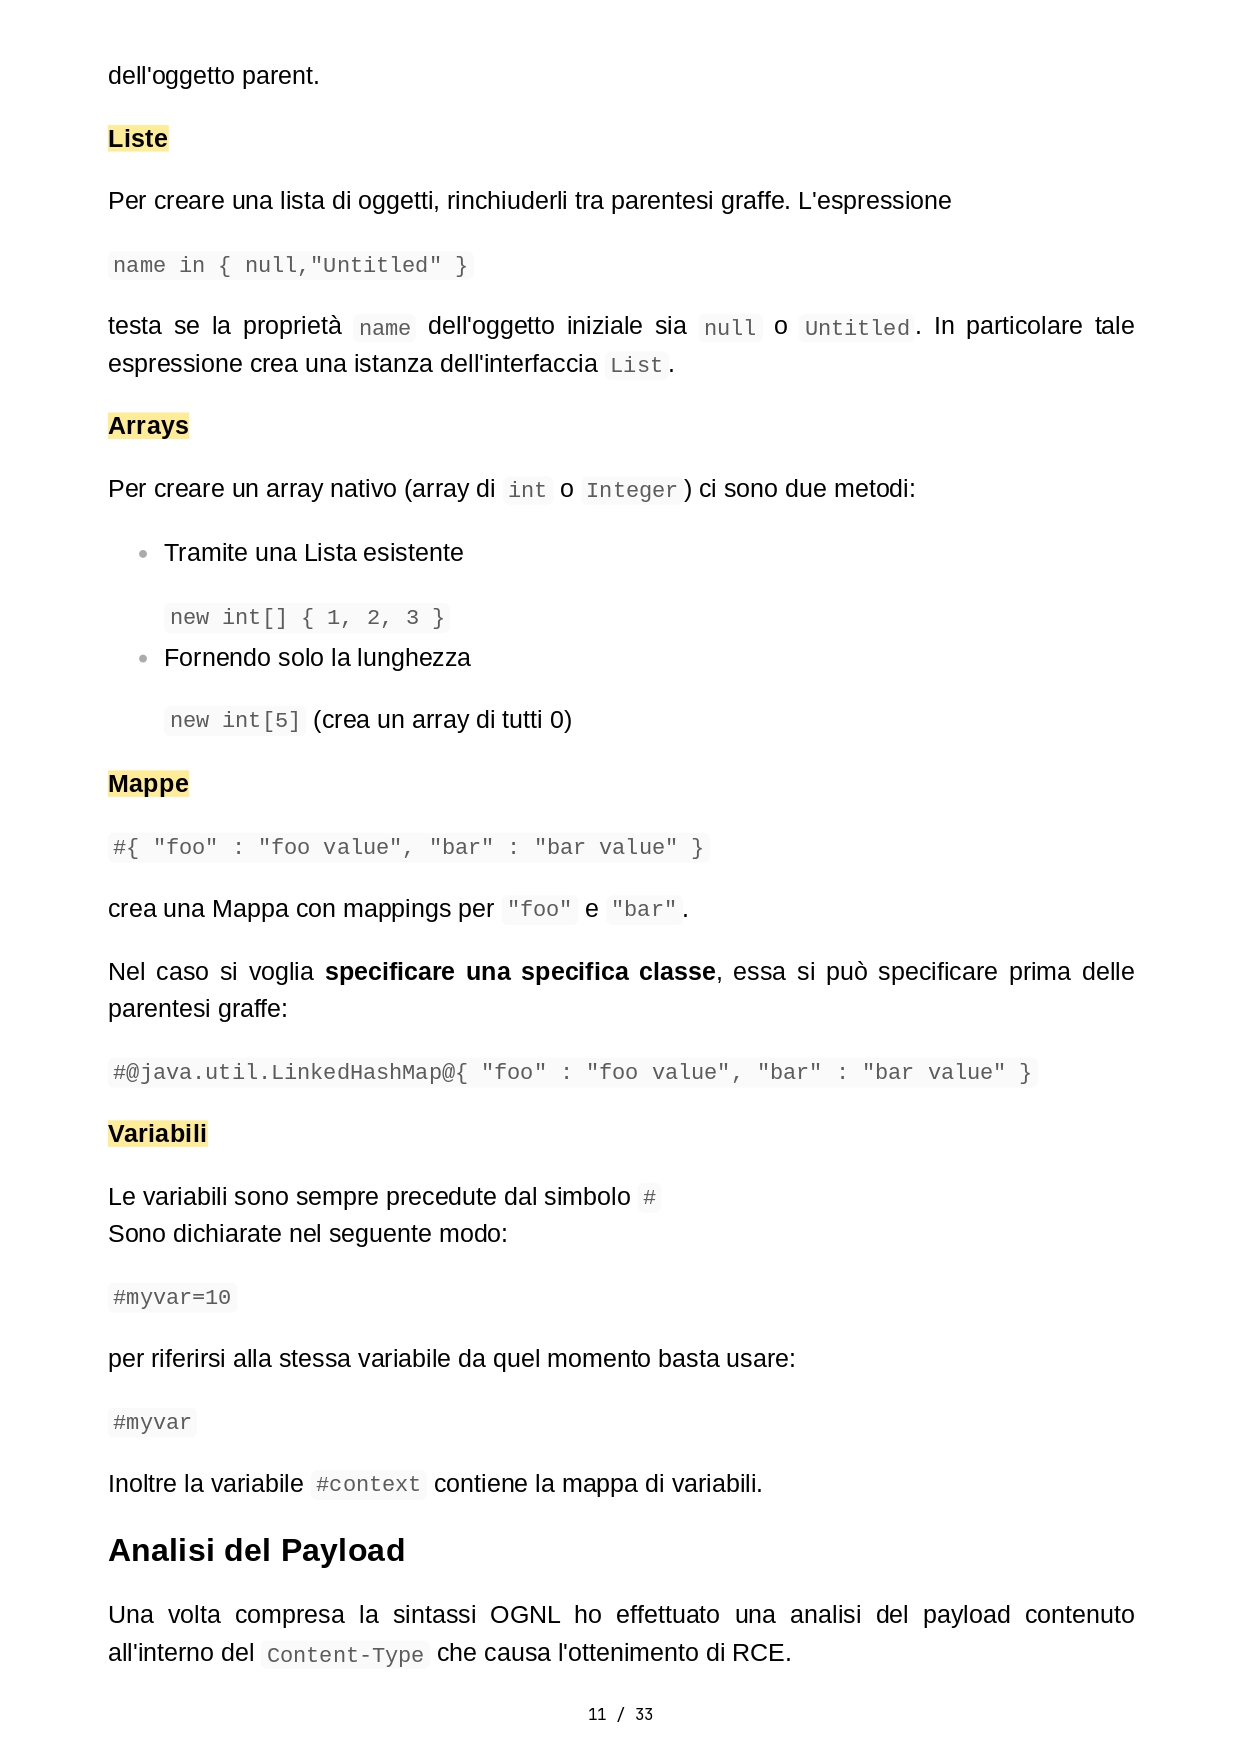 dell'oggetto parent.
Liste
Per creare una lista di oggetti, rinchiuderli tra parentesi graffe. L'espressione
name in { null,"Untitled" }
testa se la proprietà name dell'oggetto iniziale sia null o Untitled. In particolare tale
espressione crea una istanza dell'interfaccia List.
Arrays
Per creare un array nativo (array di int o Integer) ci sono due metodi:
• Tramite una Lista esistente
new int[] { 1, 2, 3 }
• Fornendo solo la lunghezza
new int[5] (crea un array di tutti 0)
Mappe
#{ "foo" : "foo value", "bar" : "bar value" }
crea una Mappa con mappings per "foo" e "bar".
Nel caso si voglia specificare una specifica classe, essa si può specificare prima delle
parentesi graffe:
#@java.util.LinkedHashMap@{ "foo" : "foo value", "bar" : "bar value" }
Variabili
Le variabili sono sempre precedute dal simbolo #
Sono dichiarate nel seguente modo:
#myvar=10
per riferirsi alla stessa variabile da quel momento basta usare:
#myvar
Inoltre la variabile #context contiene la mappa di variabili.
Analisi del Payload
Una volta compresa la sintassi OGNL ho effettuato una analisi del payload contenuto
all'interno del Content-Type che causa l'ottenimento di RCE.
11 / 33